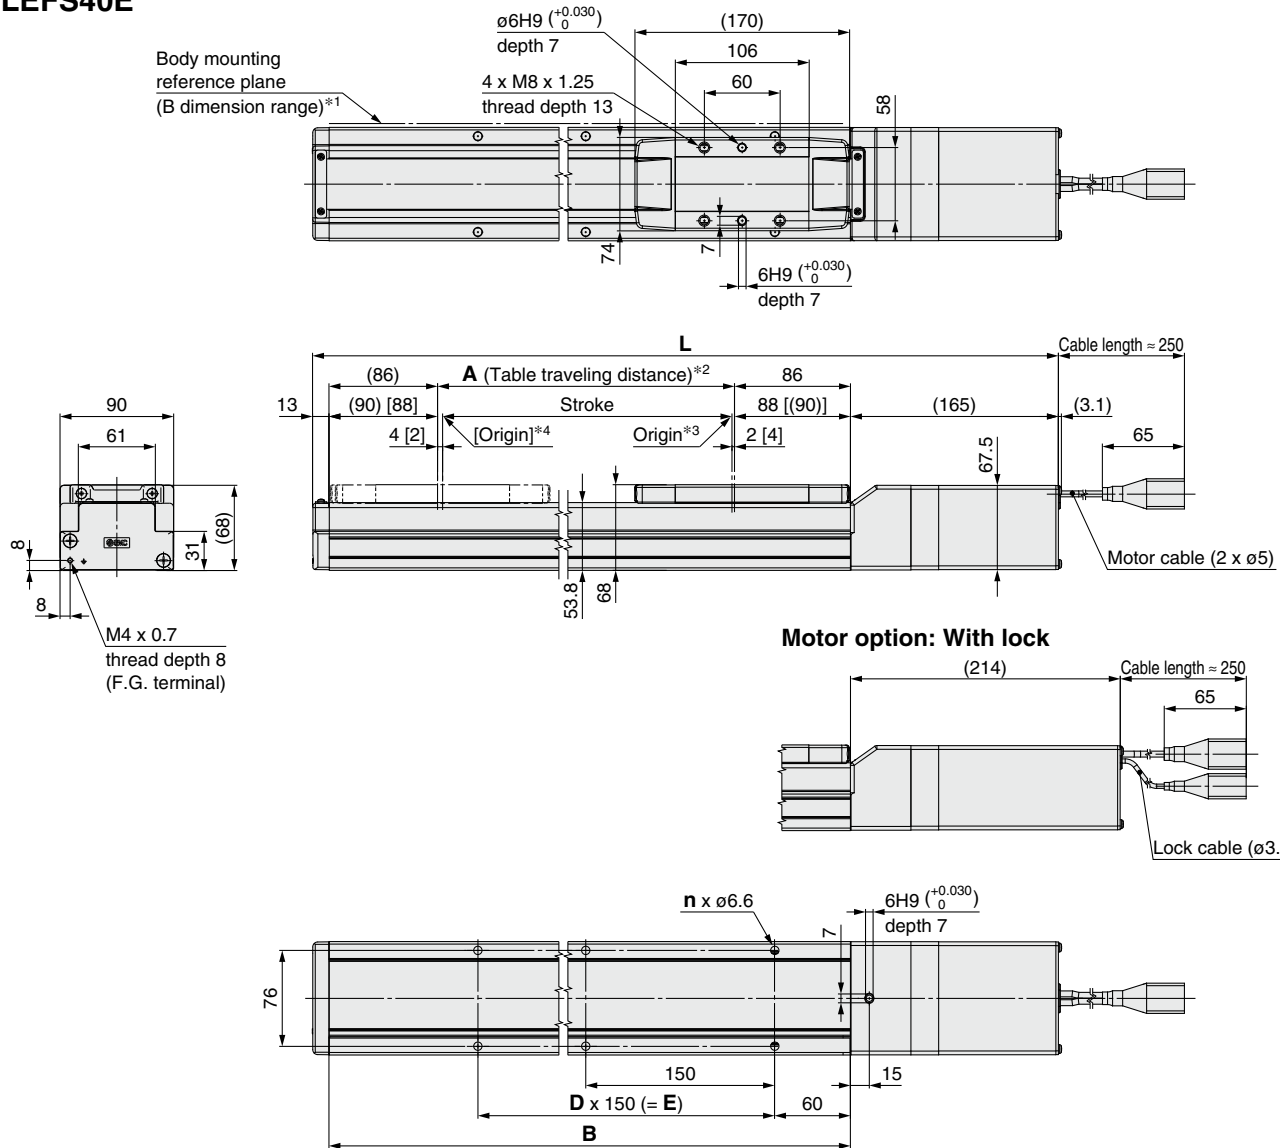 LEFS40E
ø6H9 (+0.030 0)
depth 7
(170)
Body mounting
reference plane
(B dimension range)*1
106
4 x M8 x 1.25
thread depth 13
60
58
74
7
6H9 (+0.030 0)
depth 7
L
Cable length ≈ 250
(86)
A (Table traveling distance)*2
86
13
(90) [88]
Stroke
88 [(90)]
(165)
(3.1)
4 [2]
[Origin]*4
Origin*3
2 [4]
65
90
61
67.5
(68)
31
8
8
53.8
68
Motor cable (2 x ø5)
M4 x 0.7
thread depth 8
(F.G. terminal)
SMC
Motor option: With lock
(214)
Cable length ≈ 250
65
Lock cable (ø3.
n x ø6.6
6H9 (+0.030 0)
depth 7
7
76
150
15
D x 150 (= E)
60
B